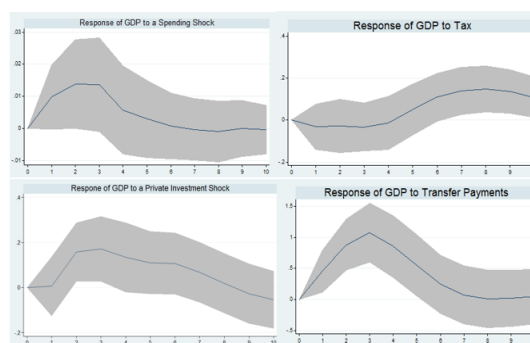 Response of GDP to a Spending Shock
.03
.02
.01
0
-.01
0 1 2 3 4 5 6 7 8 9 10
Response of GDP to Tax
.4
.2
0
-.2
0 1 2 3 4 5 6 7 8 9
Respone of GDP to a Private Investment Shock
.4
.2
0
-.2
0 1 2 3 4 5 6 7 8 9 10
Response of GDP to Transfer Payments
1.5
1
.5
0
-.5
0 1 2 3 4 5 6 7 8 9